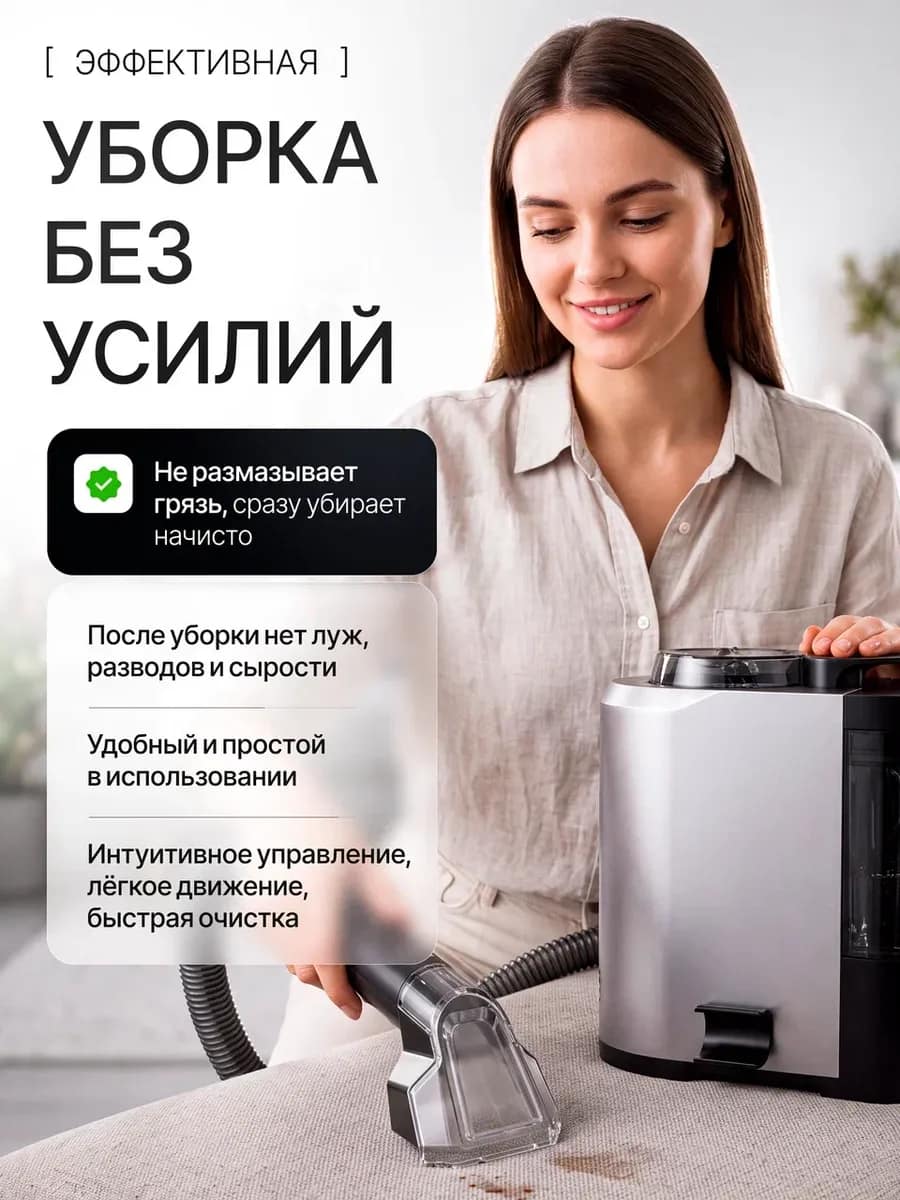 [ ЭФФЕКТИВНАЯ ]
УБОРКА
БЕЗ
УСИЛИЙ
Не размазывает
грязь, сразу убирает
начисто
После уборки нет луж,
разводов и сырости
Удобный и простой
в использовании
Интуитивное управление,
лёгкое движение,
быстрая очистка